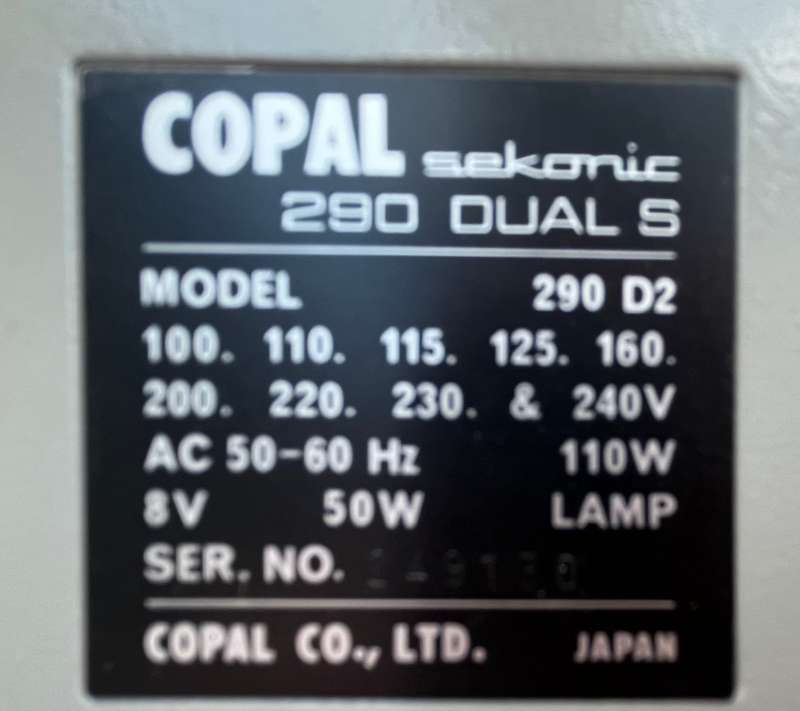 COPAL sekonic
290 DUAL S
MODEL 290 D2
100. 110. 115. 125. 160.
200. 220. 230. & 240V
AC 50-60 Hz 110W
8V 50W LAMP
SER. NO.
COPAL CO., LTD. JAPAN